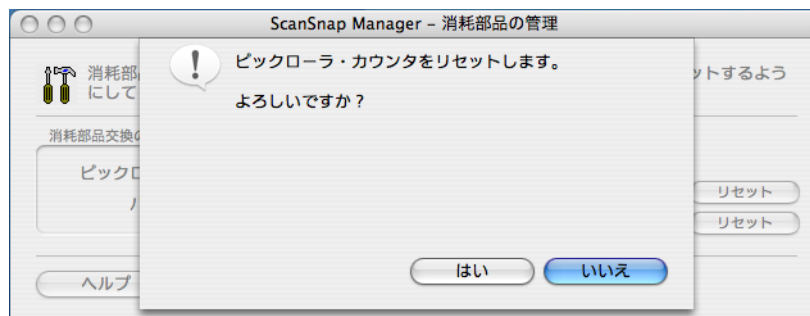 ScanSnap Manager – 消耗部品の管理
消耗部
にして
ットするよう
ピックローラ・カウンタをリセットします。
よろしいですか？
消耗部品交換の
ピックロ
リセット
リセット
はい
いいえ
ヘルプ